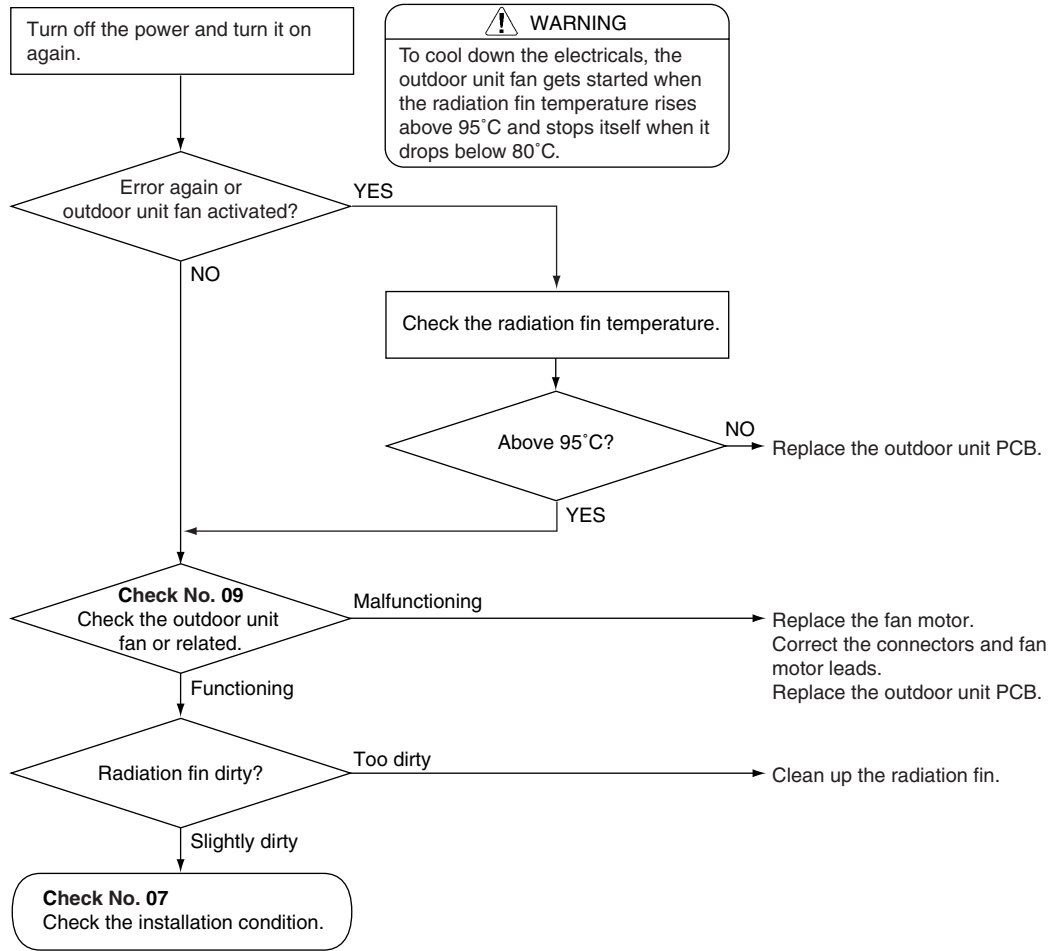 Turn off the power and turn it on
again.
WARNING
To cool down the electricals, the
outdoor unit fan gets started when
the radiation fin temperature rises
above 95˚C and stops itself when it
drops below 80˚C.
Error again or
outdoor unit fan activated?
YES
NO
Check the radiation fin temperature.
Above 95˚C?
NO
Replace the outdoor unit PCB.
YES
Check No. 09
Check the outdoor unit
fan or related.
Malfunctioning
Replace the fan motor.
Correct the connectors and fan
motor leads.
Replace the outdoor unit PCB.
Functioning
Radiation fin dirty?
Too dirty
Clean up the radiation fin.
Slightly dirty
Check No. 07
Check the installation condition.